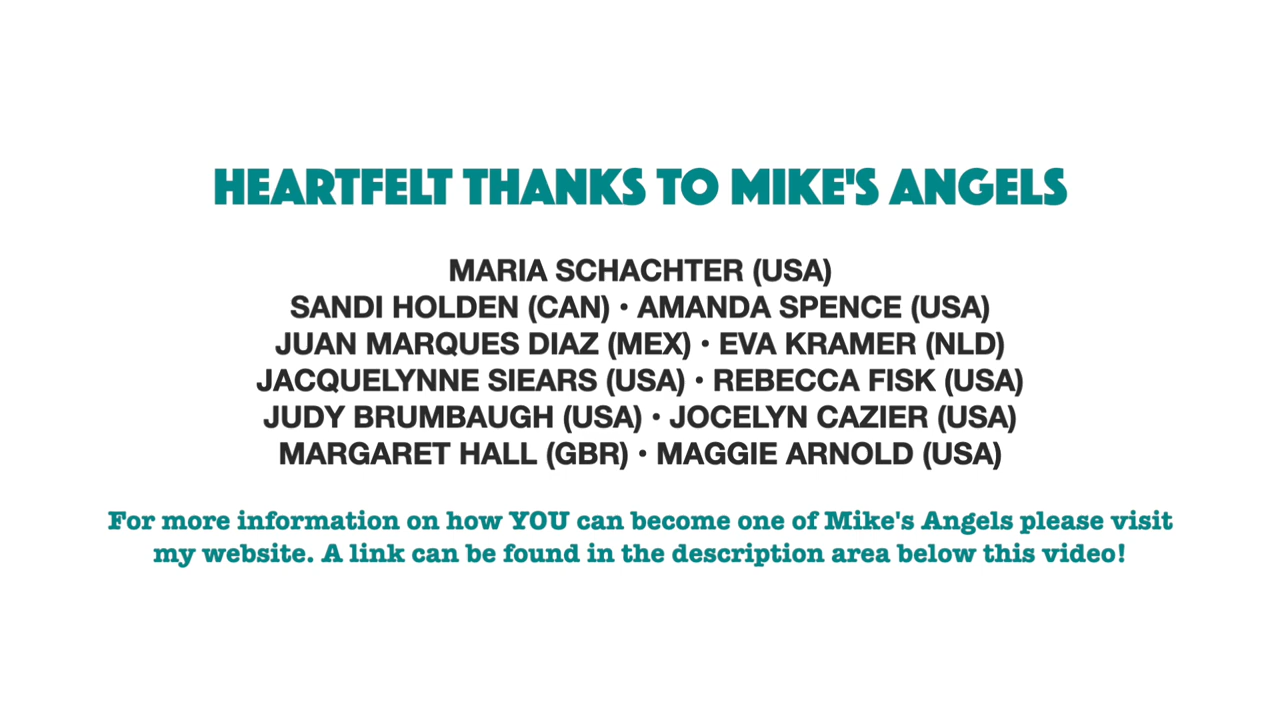 HEARTFELT THANKS TO MIKE'S ANGELS
MARIA SCHACHTER (USA)
SANDI HOLDEN (CAN) • AMANDA SPENCE (USA)
JUAN MARQUES DIAZ (MEX) • EVA KRAMER (NLD)
JACQUELYNNE SIEARS (USA) • REBECCA FISK (USA)
JUDY BRUMBAUGH (USA) • JOCELYN CAZIER (USA)
MARGARET HALL (GBR) • MAGGIE ARNOLD (USA)
For more information on how YOU can become one of Mike's Angels please visit
my website. A link can be found in the description area below this video!